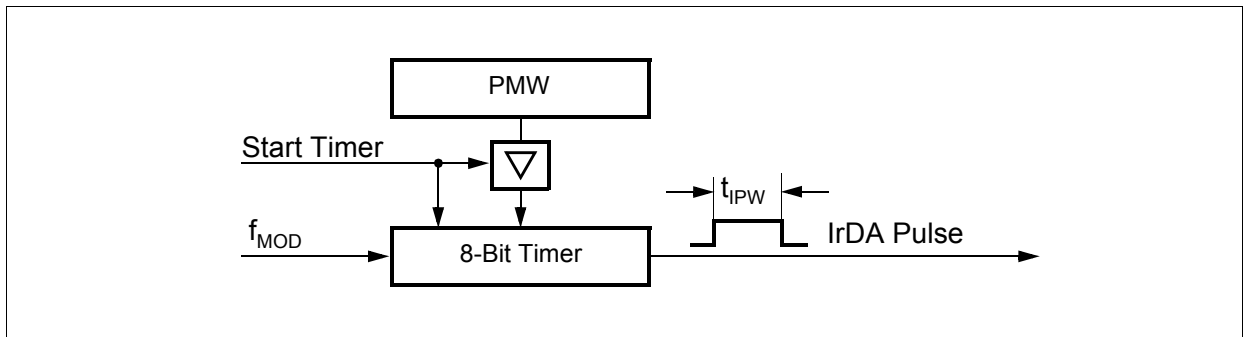 PMW
Start Timer
t_IPW
f_MOD
IrDA Pulse
8-Bit Timer